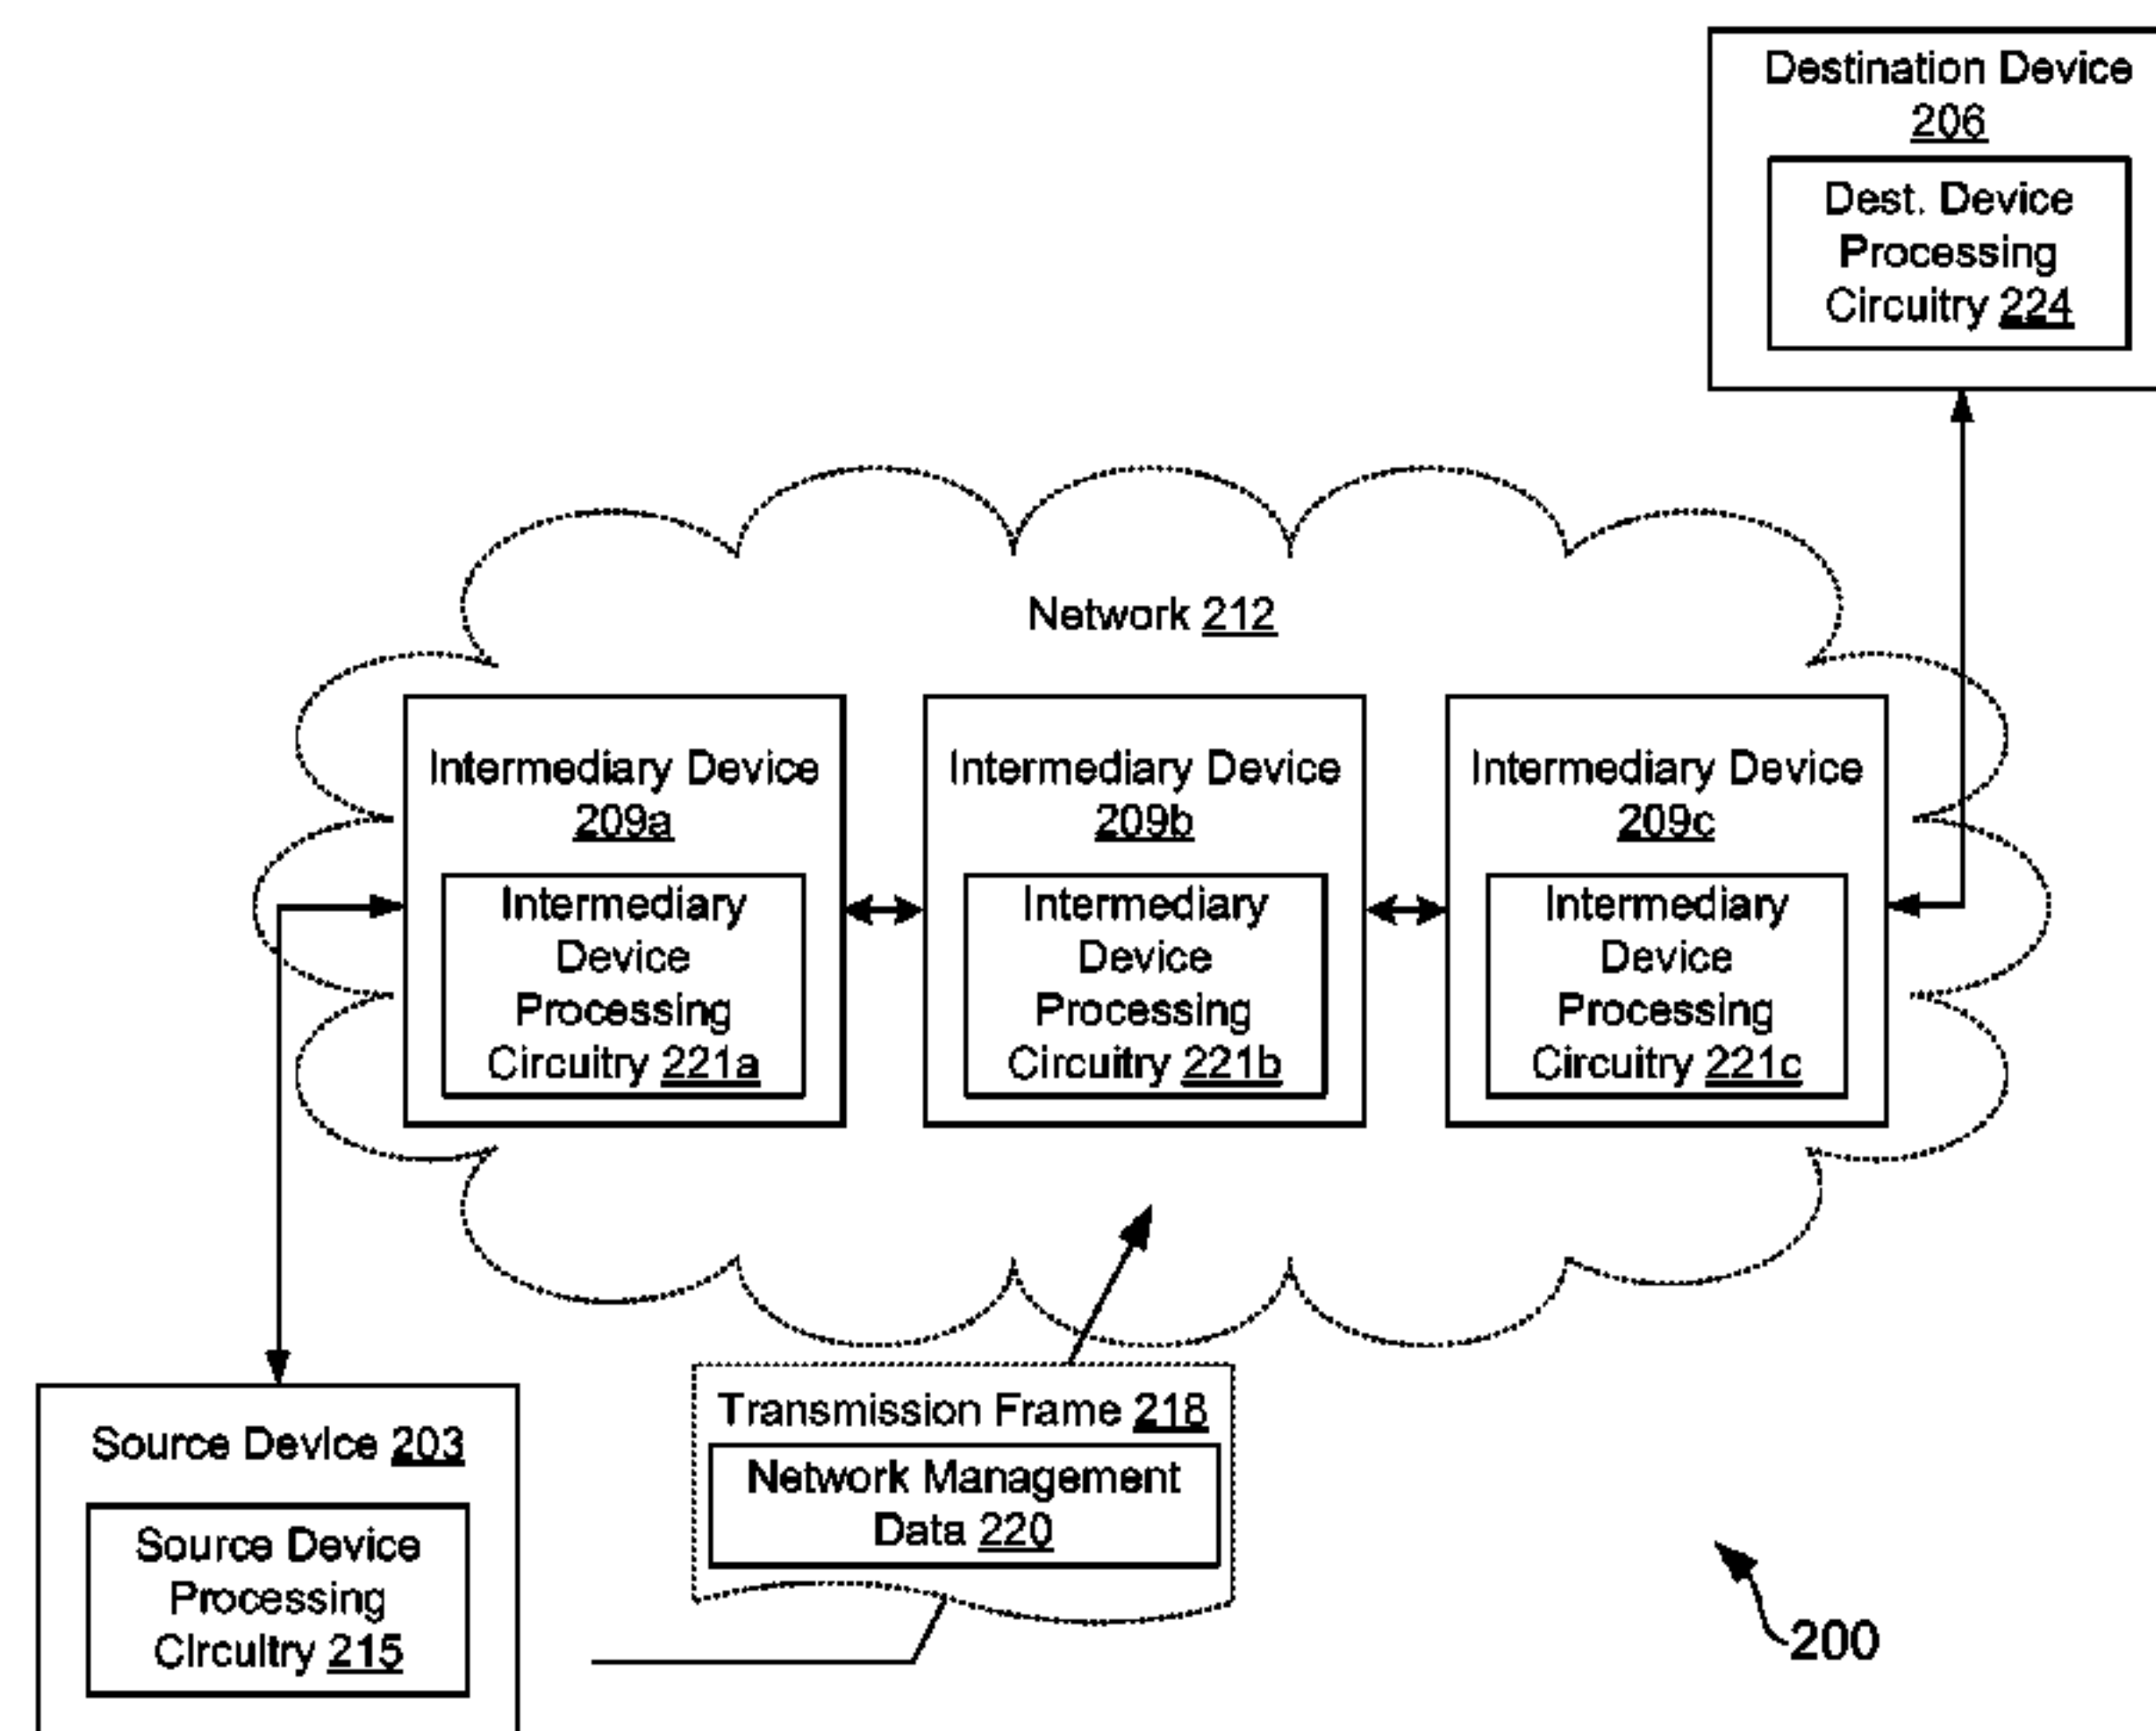 Destination Device
206
Dest. Device
Processing
Circuitry 224
Network 212
Intermediary Device
209a
Intermediary
Device
Processing
Circuitry 221a
Intermediary Device
209b
Intermediary
Device
Processing
Circuitry 221b
Intermediary Device
209c
Intermediary
Device
Processing
Circuitry 221c
Source Device 203
Source Device
Processing
Circuitry 215
Transmission Frame 218
Network Management
Data 220
200